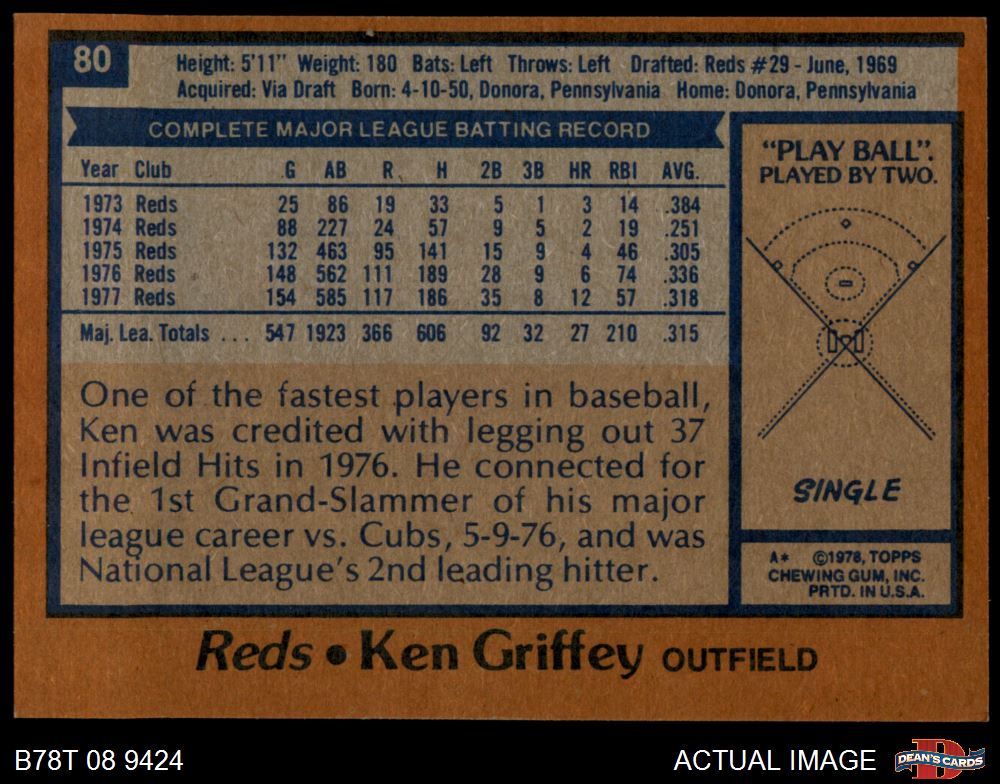 80
Height: 5'11" Weight: 180 Bats: Left Throws: Left Drafted: Reds #29 - June, 1969
Acquired: Via Draft Born: 4-10-50, Donora, Pennsylvania Home: Donora, Pennsylvania
COMPLETE MAJOR LEAGUE BATTING RECORD
Year Club G AB R H 2B 3B HR RBI AVG.
1973 Reds 25 86 19 33 5 1 3 14 .384
1974 Reds 88 227 24 57 9 5 2 19 .251
1975 Reds 132 463 95 141 15 9 4 46 .305
1976 Reds 148 562 111 189 28 9 6 74 .336
1977 Reds 154 585 117 186 35 8 12 57 .318
Maj. Lea. Totals . . . 547 1923 366 606 92 32 27 210 .315
One of the fastest players in baseball,
Ken was credited with legging out 37
Infield Hits in 1976. He connected for
the 1st Grand-Slammer of his major
league career vs. Cubs, 5-9-76, and was
National League's 2nd leading hitter.
"PLAY BALL".
PLAYED BY TWO.
SINGLE
A* ©1978, TOPPS
CHEWING GUM, INC.
PRTD. IN U.S.A.
Reds • Ken Griffey OUTFIELD
B78T 08 9424
ACTUAL IMAGE
D
DEAN'S CARDS